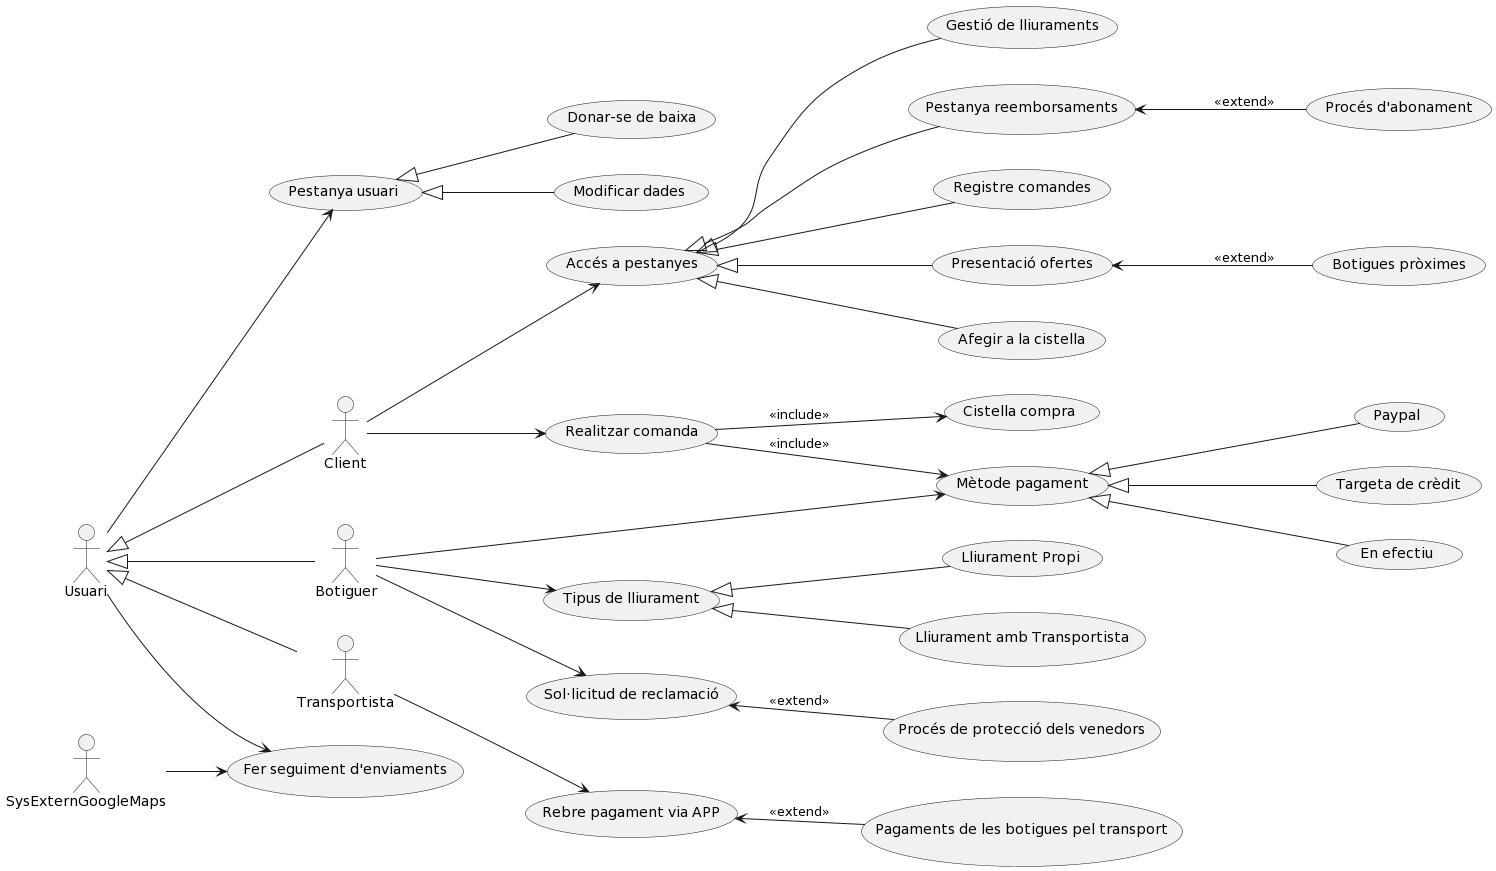 Gestió de lliuraments
Pestanya reemborsaments
«extend»
Procés d'abonament
Donar-se de baixa
Pestanya usuari
Modificar dades
Registre comandes
Accés a pestanyes
Presentació ofertes
«extend»
Botigues pròximes
Afegir a la cistella
Client
Realitzar comanda
«include»
Cistella compra
«include»
Mètode pagament
Paypal
Targeta de crèdit
En efectiu
Usuari
Botiguer
Lliurament Propi
Tipus de lliurament
Lliurament amb Transportista
Transportista
Sol·licitud de reclamació
«extend»
Procés de protecció dels venedors
SysExternGoogleMaps
Fer seguiment d'enviaments
Rebre pagament via APP
«extend»
Pagaments de les botigues pel transport